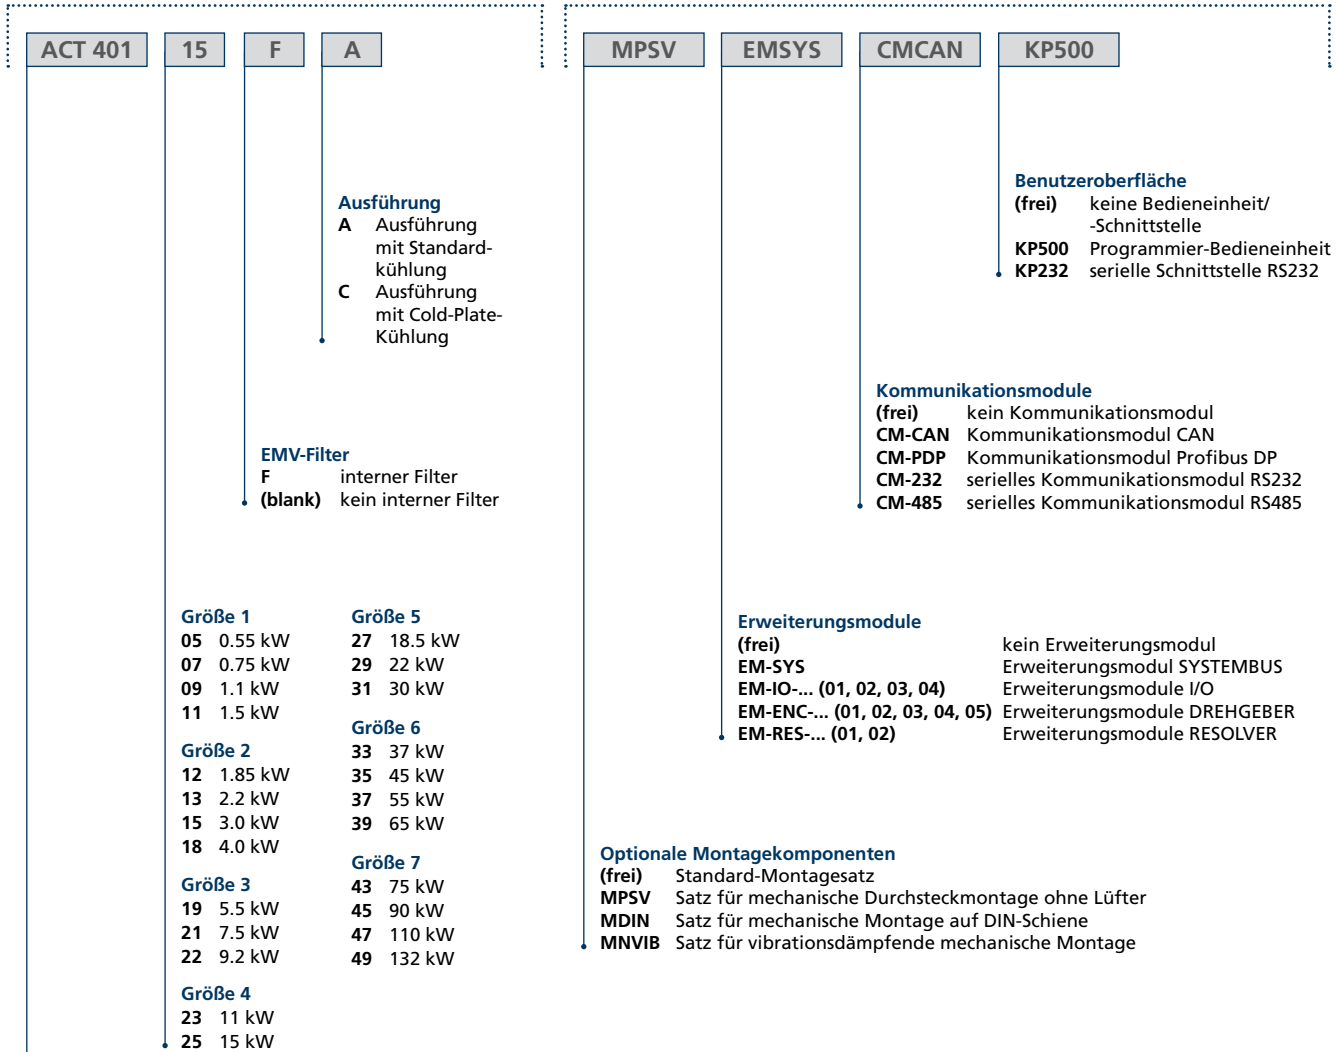 ACT 401 15 F A MPSV EMSYS CMCAN KP500
Ausführung
A Ausführung
mit Standard-
kühlung
C Ausführung
mit Cold-Plate-
Kühlung
Benutzeroberfläche
(frei) keine Bedieneinheit/
-Schnittstelle
KP500 Programmier-Bedieneinheit
KP232 serielle Schnittstelle RS232
EMV-Filter
F interner Filter
(blank) kein interner Filter
Kommunikationsmodule
(frei) kein Kommunikationsmodul
CM-CAN Kommunikationsmodul CAN
CM-PDP Kommunikationsmodul Profibus DP
CM-232 serielles Kommunikationsmodul RS232
CM-485 serielles Kommunikationsmodul RS485
Größe 1
05 0.55 kW
07 0.75 kW
09 1.1 kW
11 1.5 kW
Größe 2
12 1.85 kW
13 2.2 kW
15 3.0 kW
18 4.0 kW
Größe 3
19 5.5 kW
21 7.5 kW
22 9.2 kW
Größe 4
23 11 kW
25 15 kW
Größe 5
27 18.5 kW
29 22 kW
31 30 kW
Größe 6
33 37 kW
35 45 kW
37 55 kW
39 65 kW
Größe 7
43 75 kW
45 90 kW
47 110 kW
49 132 kW
Erweiterungsmodule
(frei) kein Erweiterungsmodul
EM-SYS Erweiterungsmodul SYSTEMBUS
EM-IO-... (01, 02, 03, 04) Erweiterungsmodule I/O
EM-ENC-... (01, 02, 03, 04, 05) Erweiterungsmodule DREHGEBER
EM-RES-... (01, 02) Erweiterungsmodule RESOLVER
Optionale Montagekomponenten
(frei) Standard-Montagesatz
MPSV Satz für mechanische Durchsteckmontage ohne Lüfter
MDIN Satz für mechanische Montage auf DIN-Schiene
MNVIB Satz für vibrationsdämpfende mechanische Montage